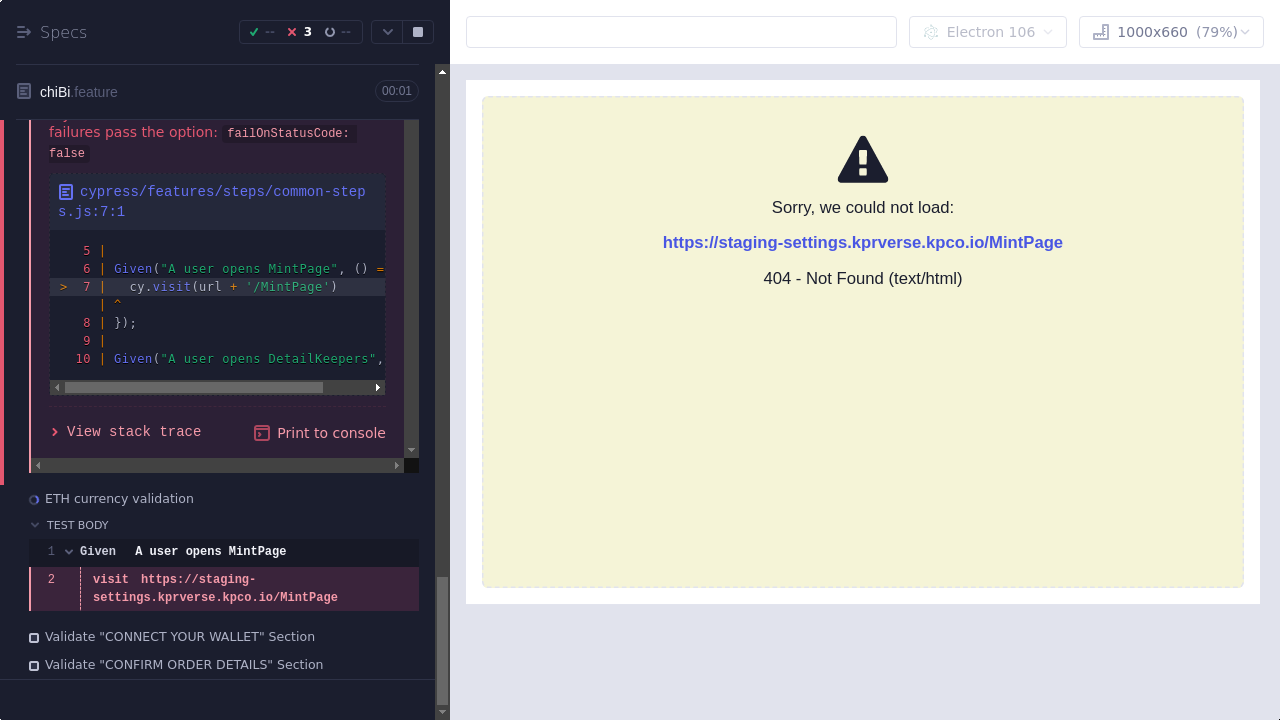 Specs
-- 3 --
Electron 106
1000x660 (79%)
chiBi.feature
00:01
failures pass the option: failOnStatusCode:
false
cypress/features/steps/common-step
s.js:7:1
5 |
6 | Given("A user opens MintPage", () =
> 7 |   cy.visit(url + '/MintPage')
| ^
8 | });
9 |
10 | Given("A user opens DetailKeepers",
View stack trace
Print to console
ETH currency validation
TEST BODY
1 Given A user opens MintPage
2 visit https://staging-
settings.kprverse.kpco.io/MintPage
Validate "CONNECT YOUR WALLET" Section
Validate "CONFIRM ORDER DETAILS" Section
Sorry, we could not load:
https://staging-settings.kprverse.kpco.io/MintPage
404 - Not Found (text/html)